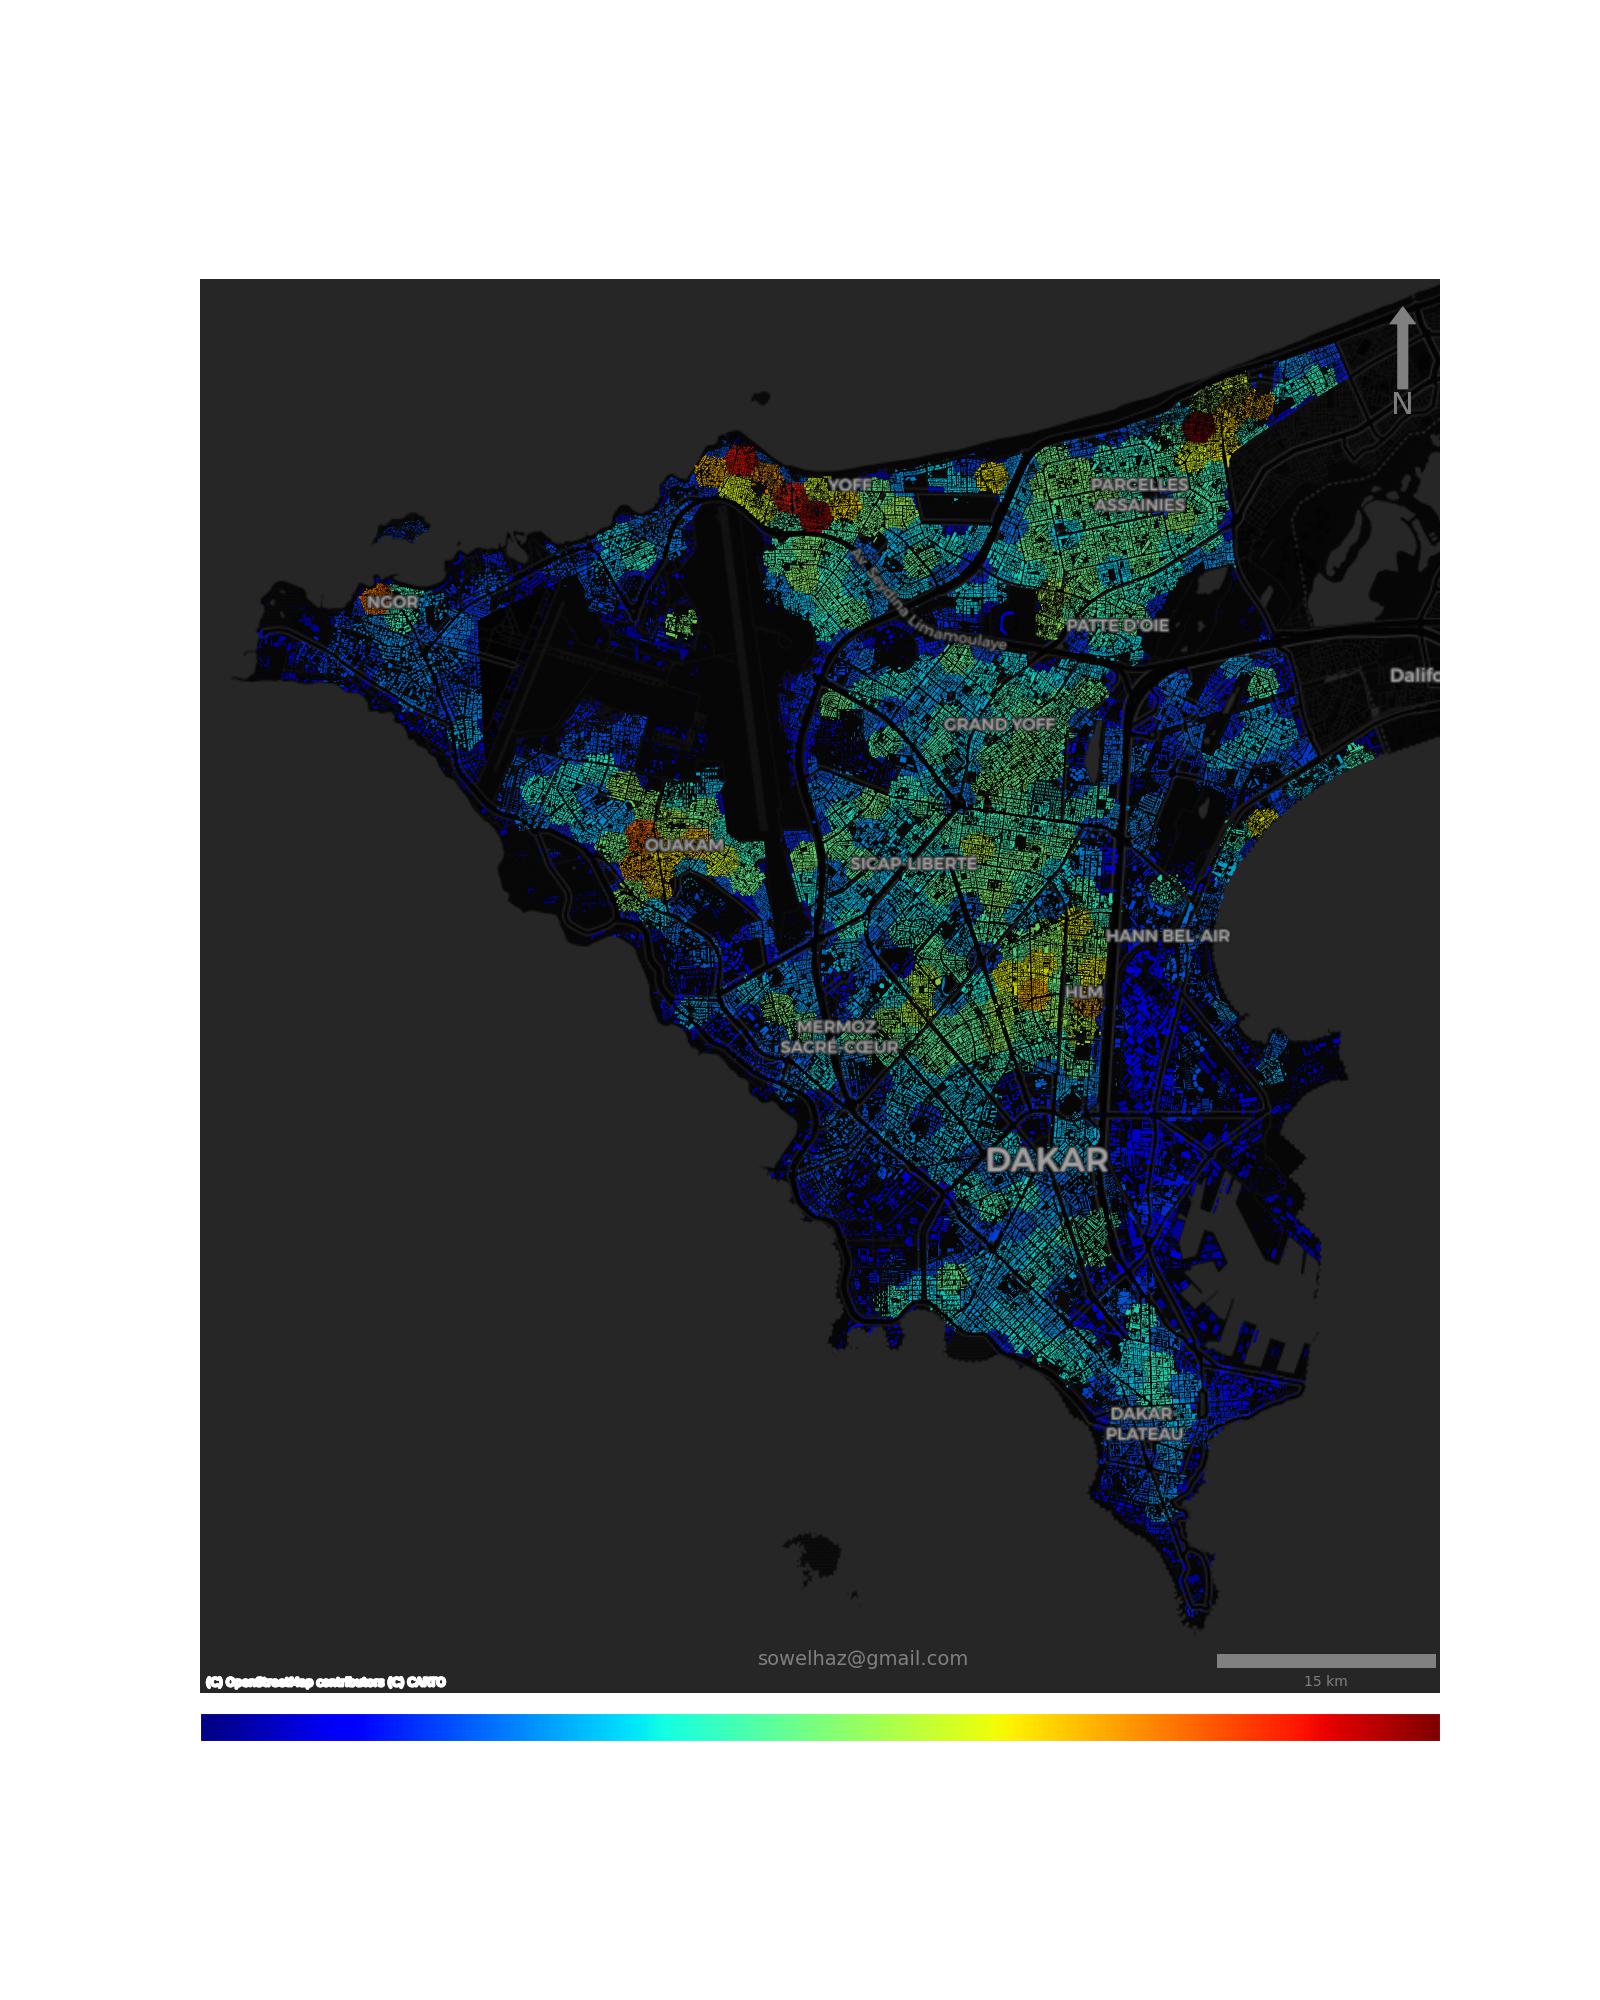 N
YOFF
PARCELLES
ASSAINIES
NGOR
Av. Seydina Limamoulaye
PATTE D'OIE
Dalifo
GRAND YOFF
OUAKAM
SICAP-LIBERTÉ
HANN BEL-AIR
HLM
MERMOZ
SACRÉ-CŒUR
DAKAR
DAKAR
PLATEAU
sowelhaz@gmail.com
15 km
(C) OpenStreetMap contributors (C) CARTO